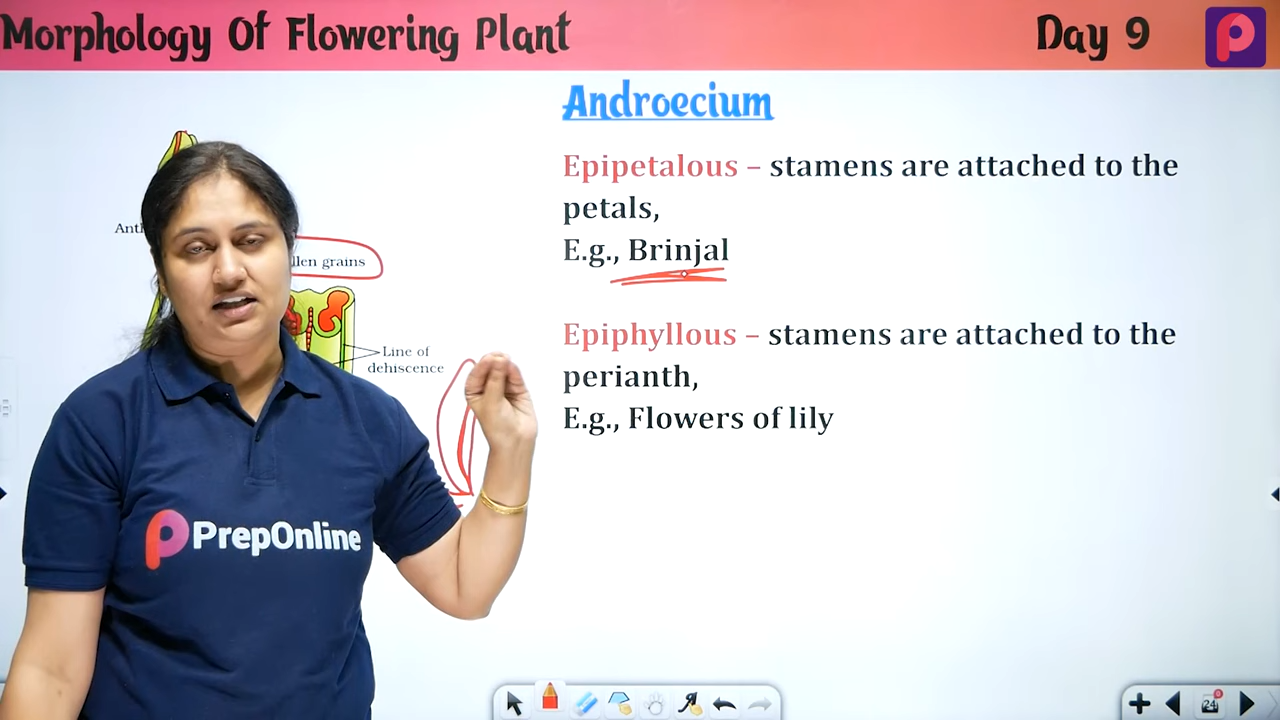 Morphology Of Flowering Plant
Day 9
Androecium
Epipetalous – stamens are attached to the
petals,
E.g., Brinjal
Epiphyllous – stamens are attached to the
perianth,
E.g., Flowers of lily
grains
Line of
dehiscence
PrepOnline
24